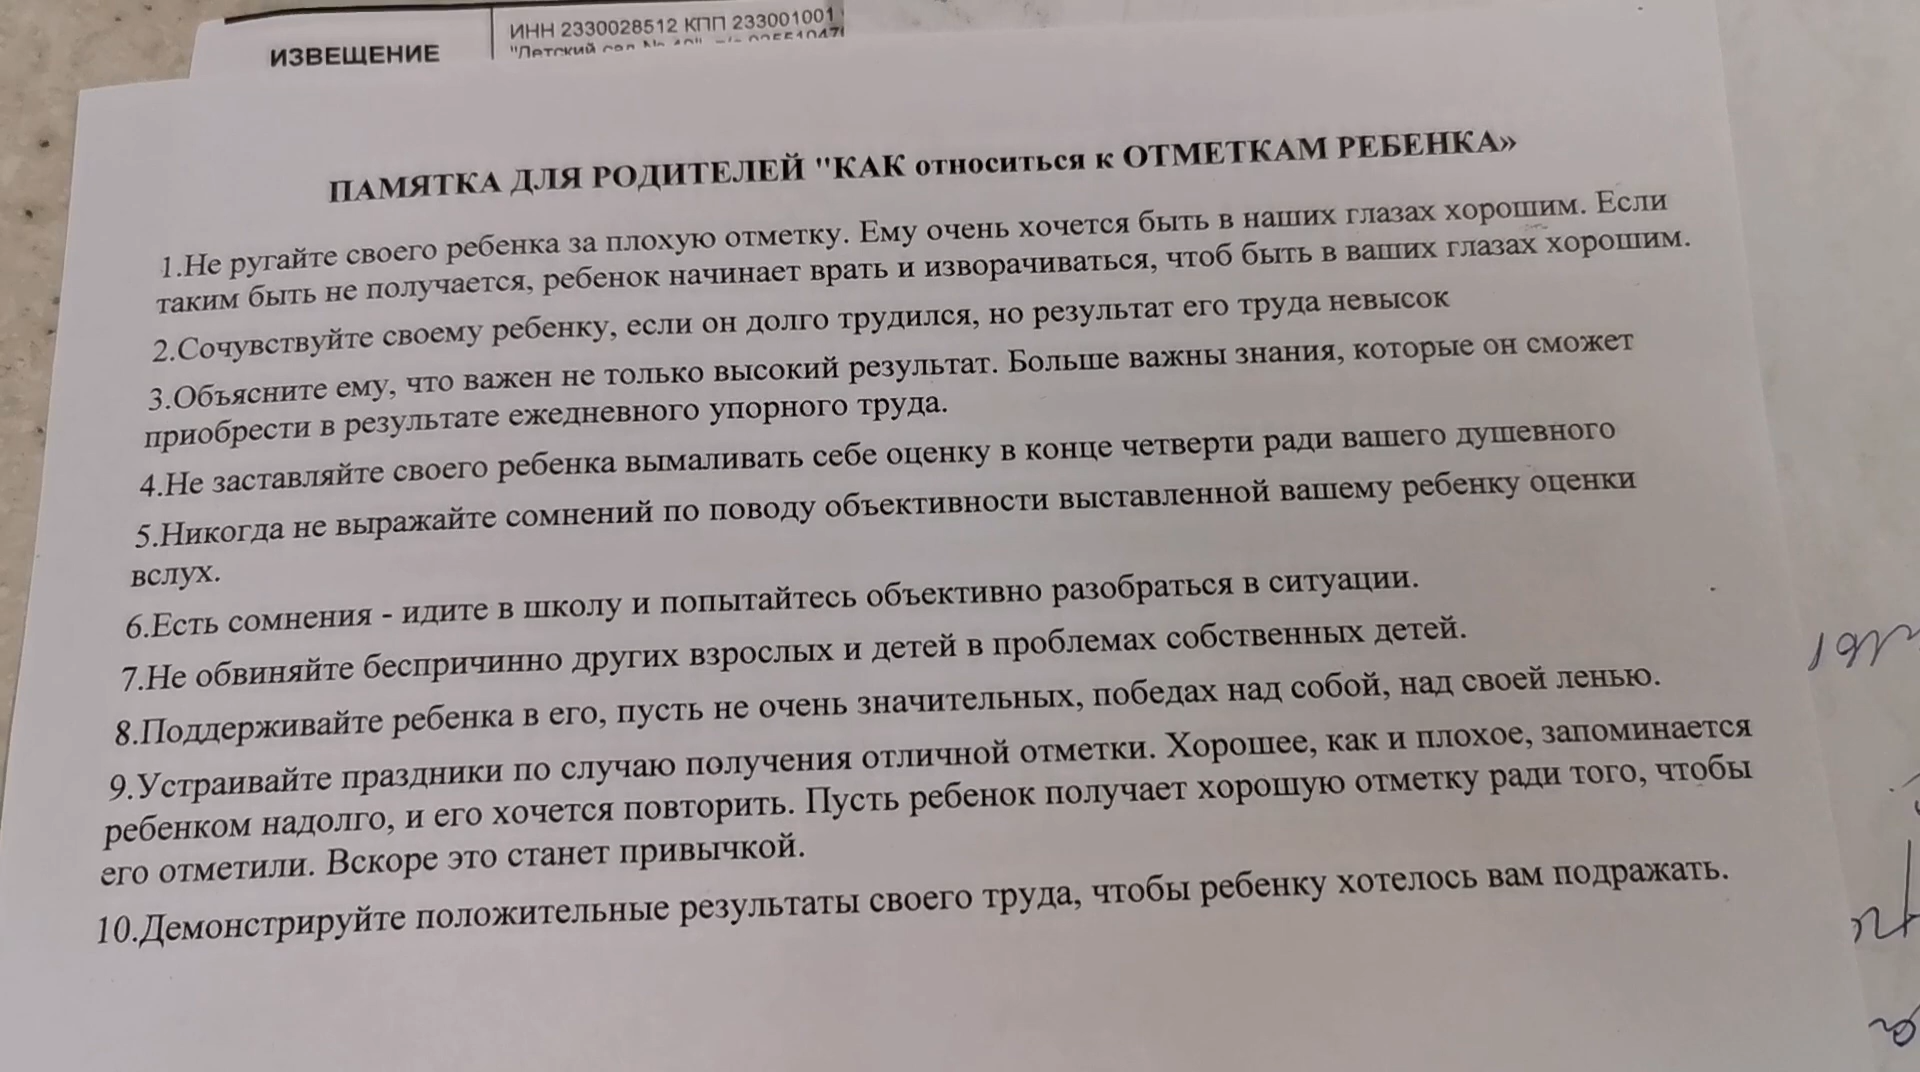 ИЗВЕЩЕНИЕ
ИНН 2330028512 КПП 233001001
"Детский сад №
ПАМЯТКА ДЛЯ РОДИТЕЛЕЙ "КАК относиться к ОТМЕТКАМ РЕБЕНКА»
1.Не ругайте своего ребенка за плохую отметку. Ему очень хочется быть в наших глазах хорошим. Если
таким быть не получается, ребенок начинает врать и изворачиваться, чтоб быть в ваших глазах хорошим.
2.Сочувствуйте своему ребенку, если он долго трудился, но результат его труда невысок
3.Объясните ему, что важен не только высокий результат. Больше важны знания, которые он сможет
приобрести в результате ежедневного упорного труда.
4.Не заставляйте своего ребенка вымаливать себе оценку в конце четверти ради вашего душевного
5.Никогда не выражайте сомнений по поводу объективности выставленной вашему ребенку оценки
вслух.
6.Есть сомнения - идите в школу и попытайтесь объективно разобраться в ситуации.
7.Не обвиняйте беспричинно других взрослых и детей в проблемах собственных детей.
8.Поддерживайте ребенка в его, пусть не очень значительных, победах над собой, над своей ленью.
9.Устраивайте праздники по случаю получения отличной отметки. Хорошее, как и плохое, запоминается
ребенком надолго, и его хочется повторить. Пусть ребенок получает хорошую отметку ради того, чтобы
его отметили. Вскоре это станет привычкой.
10.Демонстрируйте положительные результаты своего труда, чтобы ребенку хотелось вам подражать.